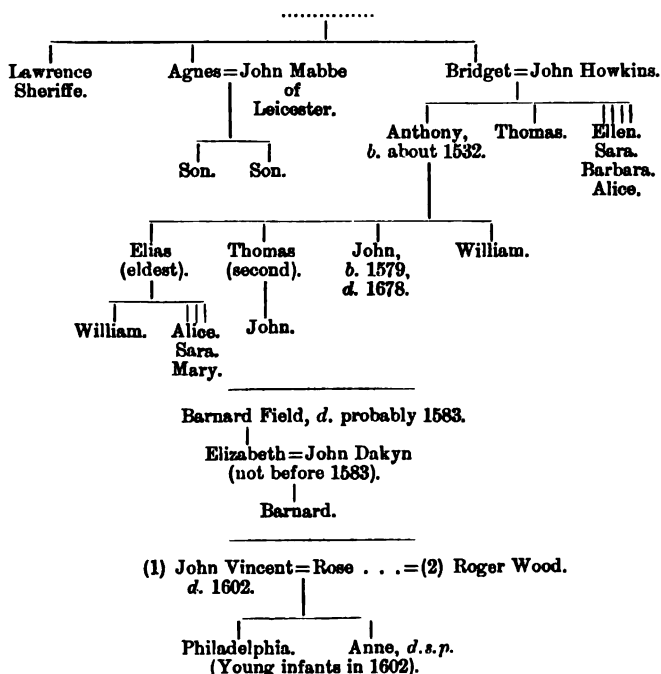 Lawrence Agnes=John Mabbe Bridget=John Howkins.
Sheriffe. of
Leicester.
Anthony, Thomas. Ellen.
b. about 1532. Sara.
Son. Son. Barbara.
Alice.
Elias Thomas John, William.
(eldest). (second). b. 1579,
d. 1678.
William. Alice. John.
Sara.
Mary.
Barnard Field, d. probably 1583.
Elizabeth=John Dakyn
(not before 1583).
Barnard.
(1) John Vincent=Rose . . .=(2) Roger Wood.
d. 1602.
Philadelphia. Anne, d.s.p.
(Young infants in 1602).